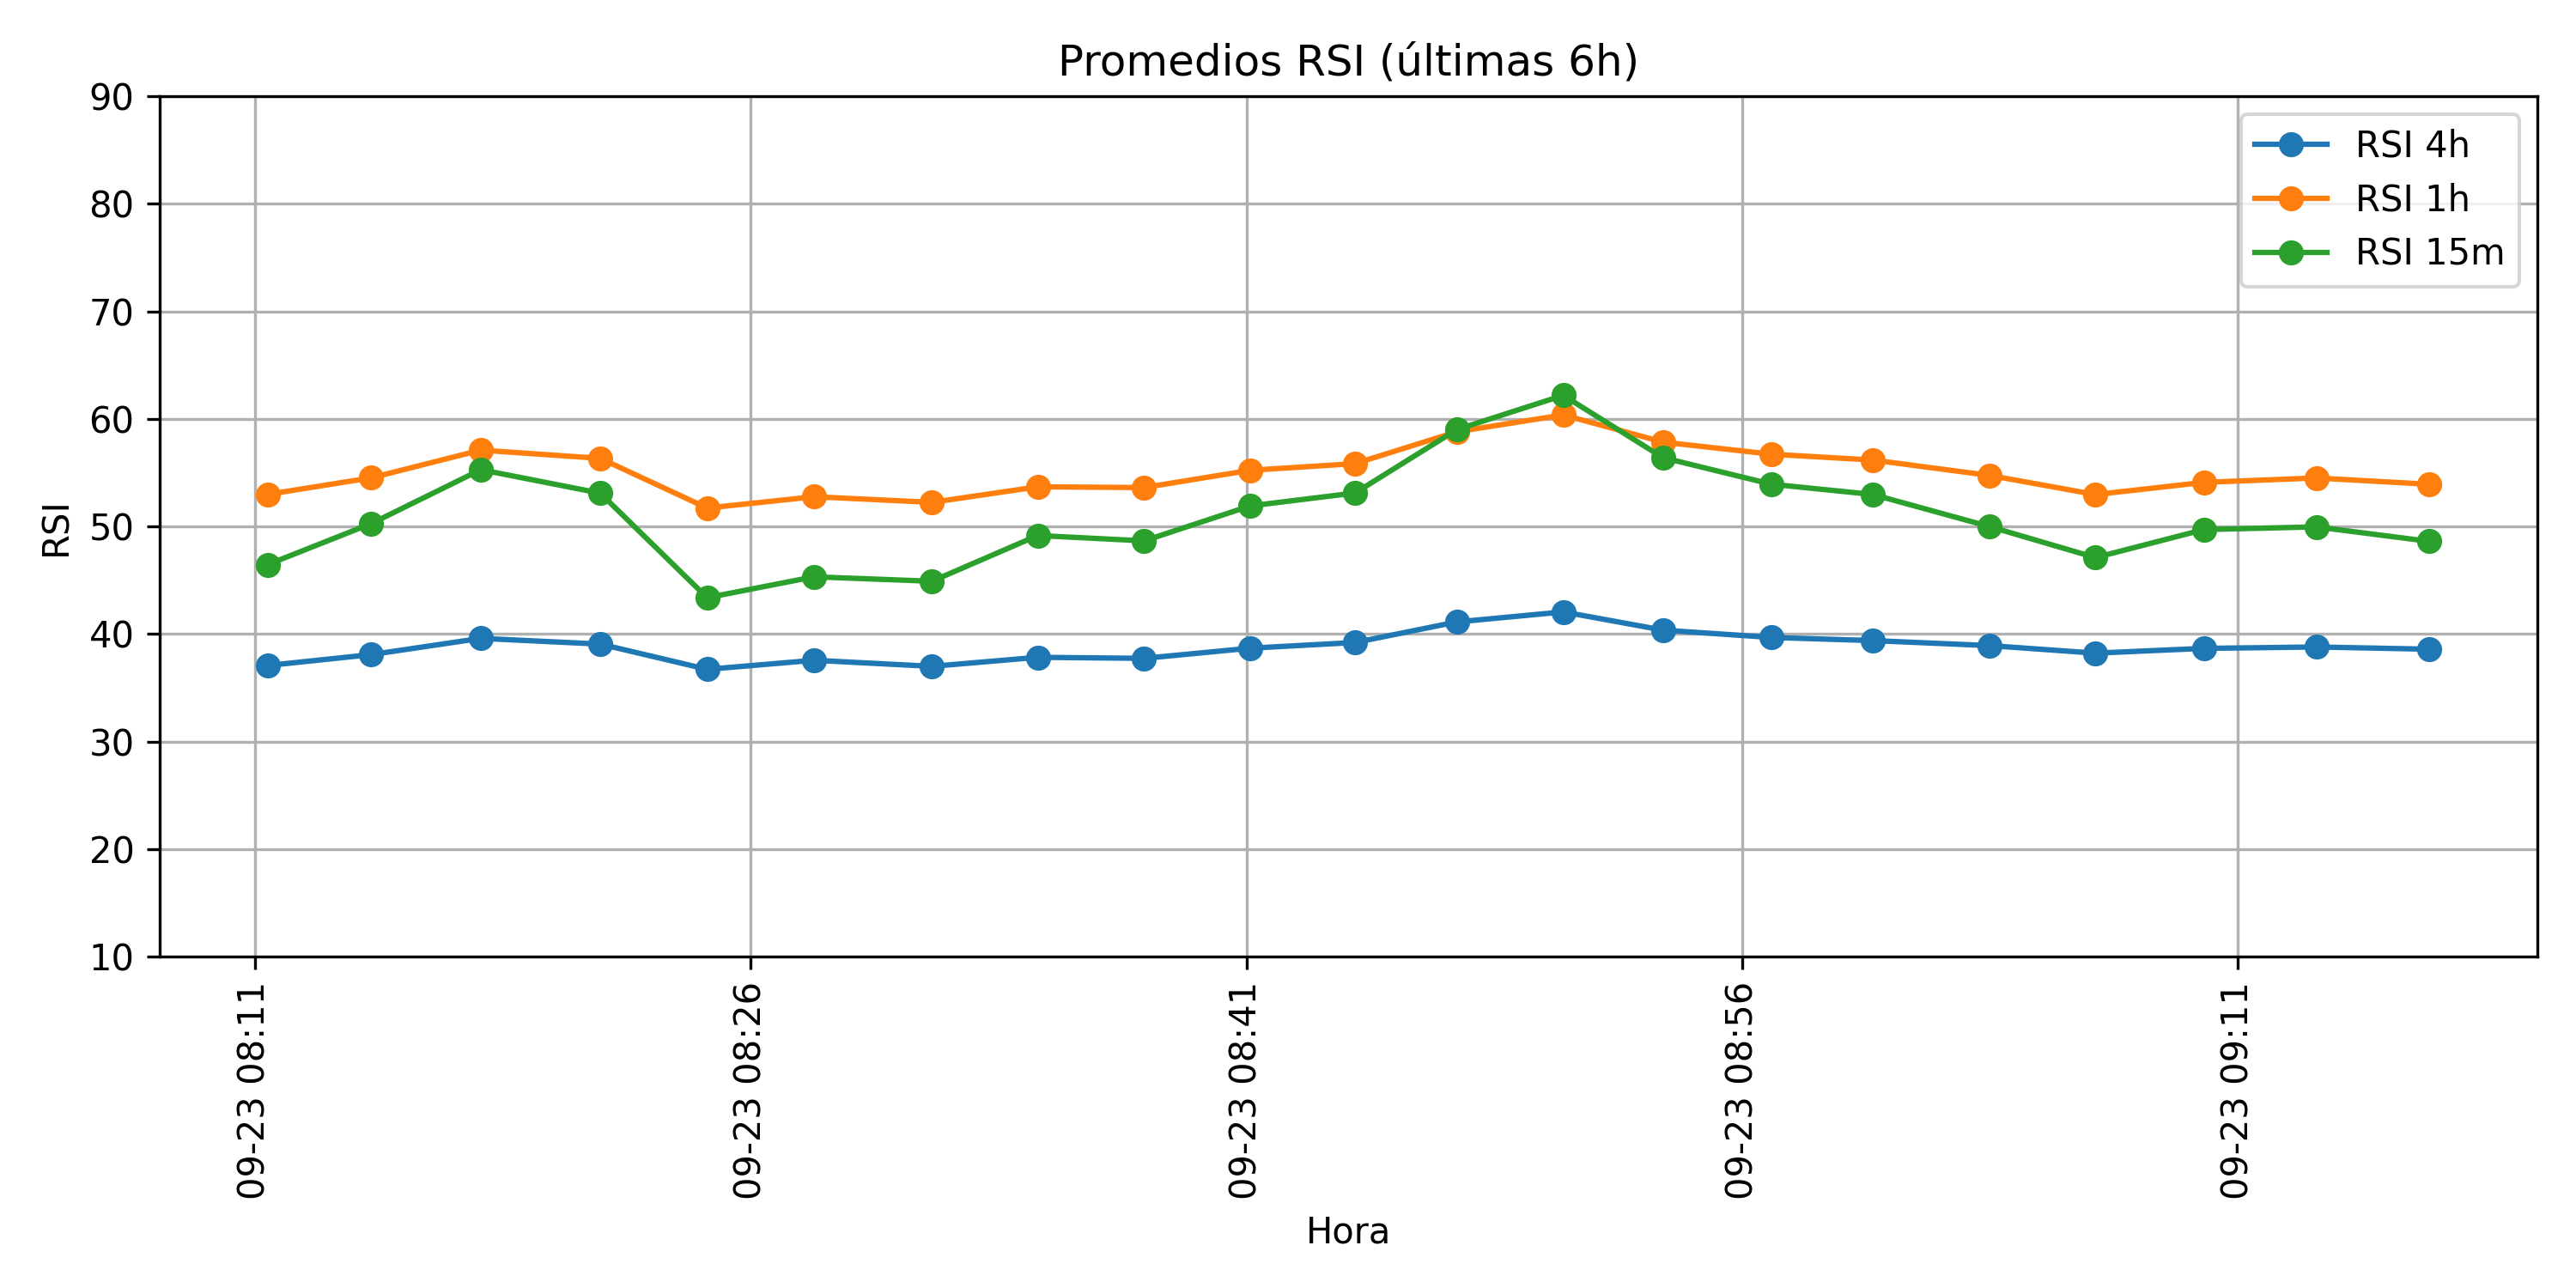 Promedios RSI (últimas 6h)
RSI 4h
RSI 1h
RSI 15m
RSI
90
80
70
60
50
40
30
20
10
09-23 08:11
09-23 08:26
09-23 08:41
09-23 08:56
09-23 09:11
Hora